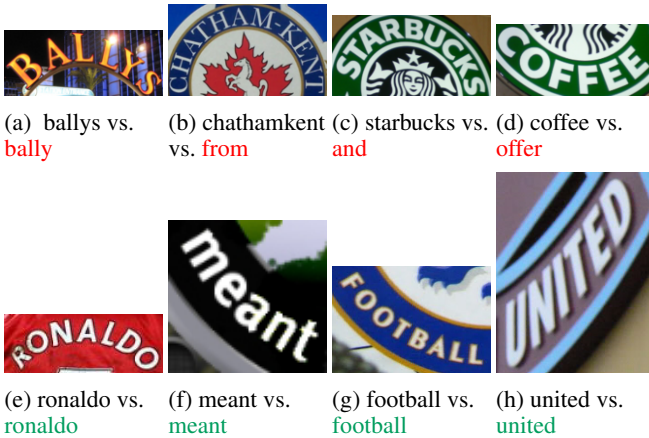 BALLYS
CHATHAM-KENT
STARBUCKS
COFFEE
(a) ballys vs.
bally
(b) chathamkent
vs. from
(c) starbucks vs.
and
(d) coffee vs.
offer
RONALDO
meant
FOOTBALL
UNITED
(e) ronaldo vs.
ronaldo
(f) meant vs.
meant
(g) football vs.
football
(h) united vs.
united